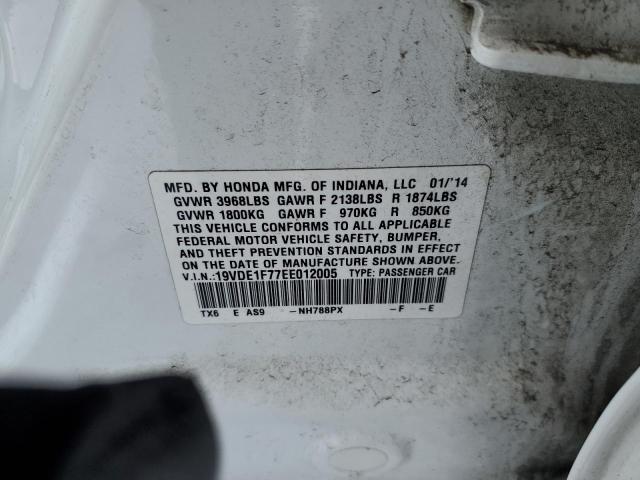 MFD. BY HONDA MFG. OF INDIANA, LLC 01/'14
GVWR 3968LBS GAWR F 2138LBS R 1874LBS
GVWR 1800KG GAWR F 970KG R 850KG
THIS VEHICLE CONFORMS TO ALL APPLICABLE
FEDERAL MOTOR VEHICLE SAFETY, BUMPER,
AND THEFT PREVENTION STANDARDS IN EFFECT
ON THE DATE OF MANUFACTURE SHOWN ABOVE.
V.I.N.:19VDE1F77EE012005 TYPE: PASSENGER CAR
TX6 E AS9 -NH788PX -F -E